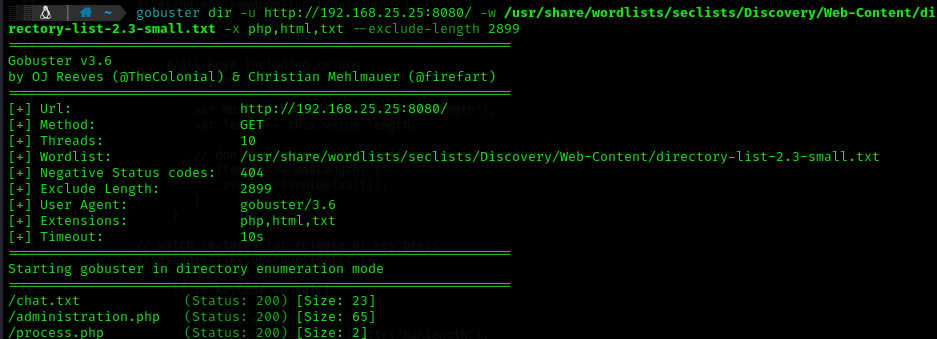 ~ gobuster dir -u http://192.168.25.25:8080/ -w /usr/share/wordlists/seclists/Discovery/Web-Content/di
rectory-list-2.3-small.txt -x php,html,txt --exclude-length 2899
===============================================================
Gobuster v3.6
by OJ Reeves (@TheColonial) & Christian Mehlmauer (@firefart)
===============================================================
[+] Url:                     http://192.168.25.25:8080/
[+] Method:                  GET
[+] Threads:                 10
[+] Wordlist:                /usr/share/wordlists/seclists/Discovery/Web-Content/directory-list-2.3-small.txt
[+] Negative Status codes:   404
[+] Exclude Length:          2899
[+] User Agent:              gobuster/3.6
[+] Extensions:              php,html,txt
[+] Timeout:                 10s
===============================================================
Starting gobuster in directory enumeration mode
===============================================================
/chat.txt             (Status: 200) [Size: 23]
/administration.php   (Status: 200) [Size: 65]
/process.php          (Status: 200) [Size: 2]